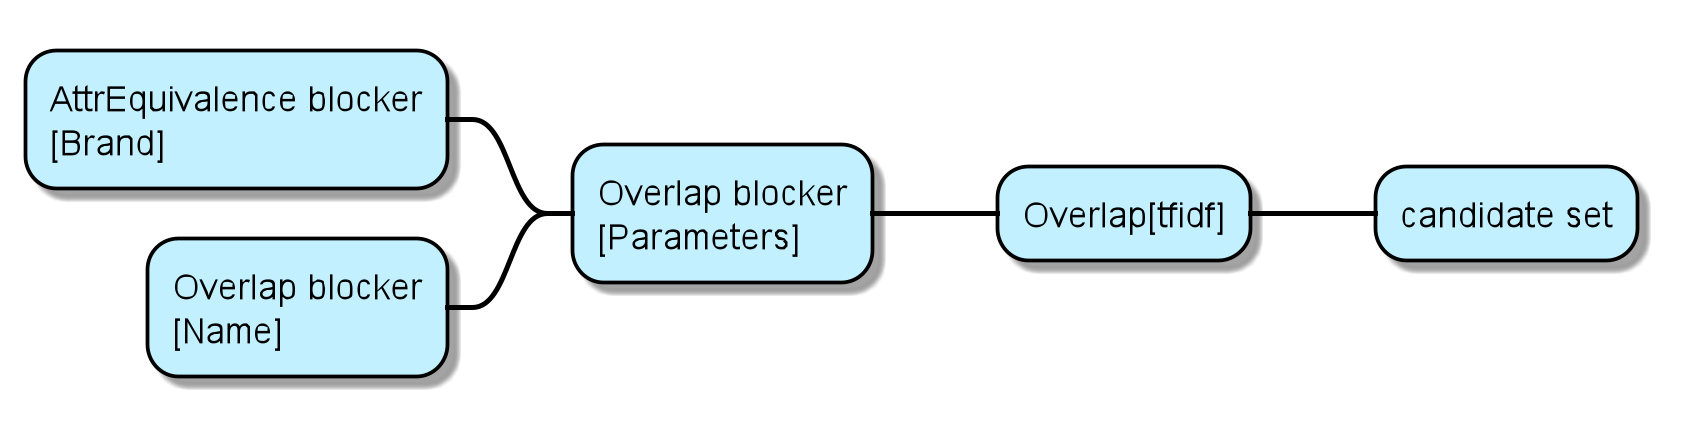 AttrEquivalence blocker
[Brand]
Overlap blocker
[Name]
Overlap blocker
[Parameters]
Overlap[tfidf]
candidate set